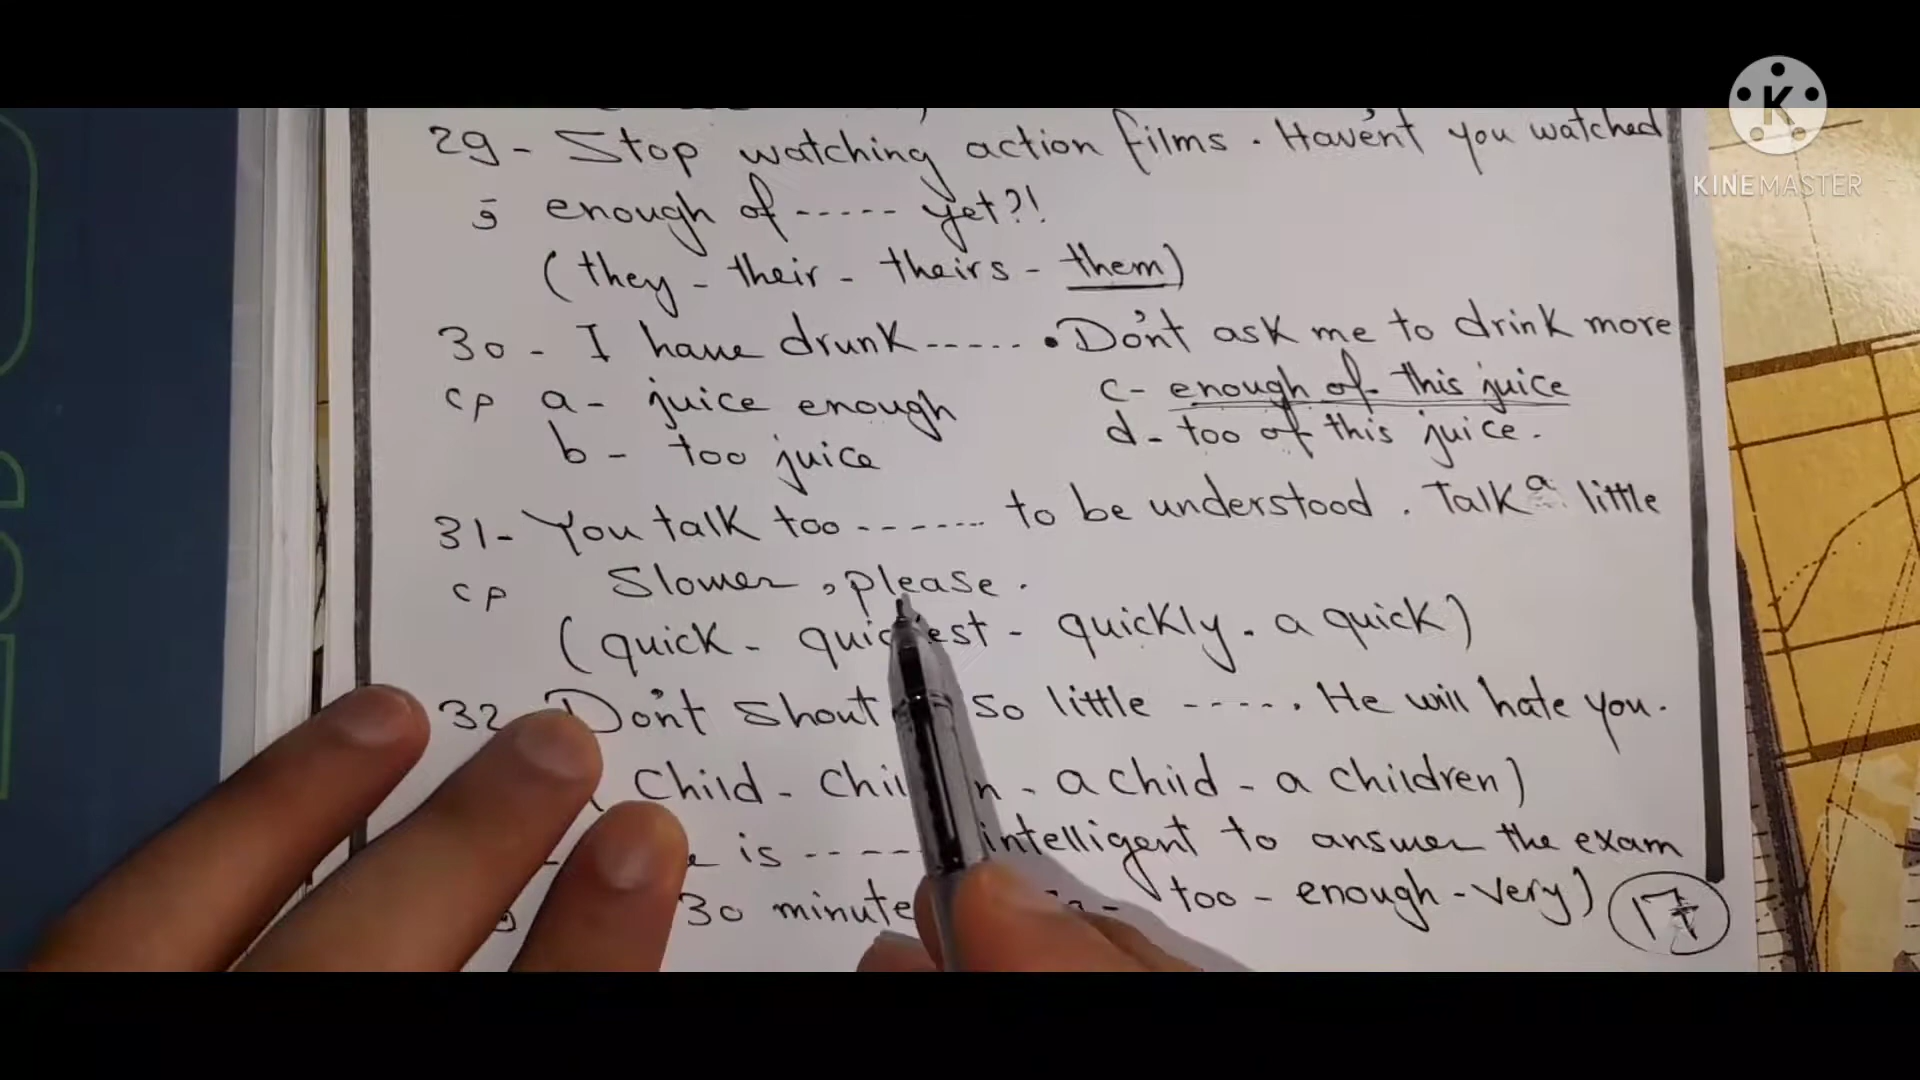 KINEMASTER
29 - Stop watching action films. Haven't you watched
enough of ----- yet?!
(they - their - theirs - them)
30 - I have drunk ----- . Don't ask me to drink more
cp a - juice enough c - enough of this juice
b - too juice d - too of this juice.
31 - You talk too ------- to be understood. Talk a little
cp Slower, please.
(quick - - quickly - a quick)
32 Don't shout so little -----. He will hate you.
child - - a child - a children)
is ----- intelligent to answer the exam
30 minute too - enough - very)
17